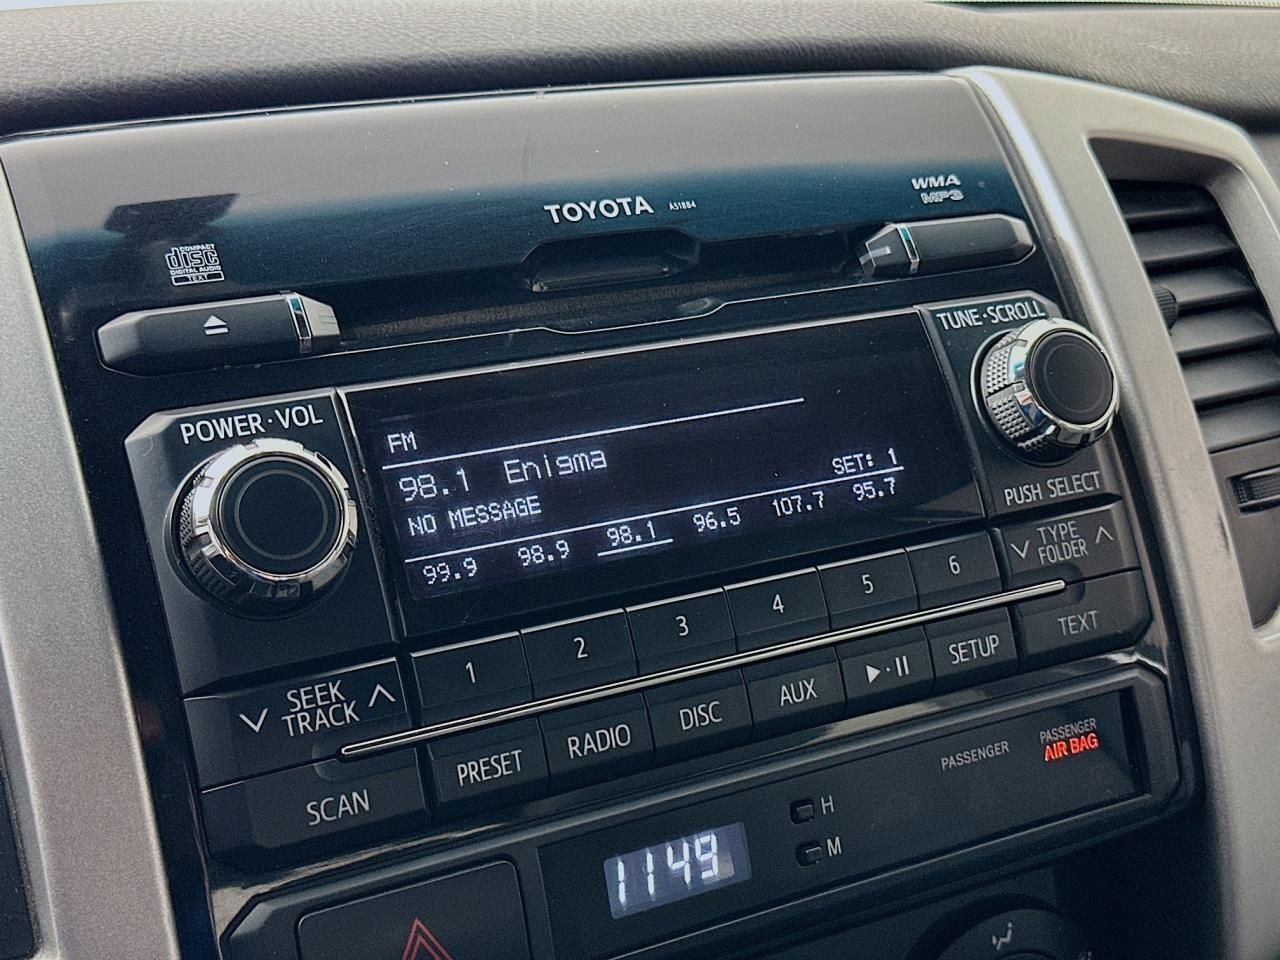 TOYOTA A51884
WMA
MP3
COMPACT
disc
DIGITAL AUDIO
TEXT
TUNE·SCROLL
POWER·VOL
FM
98.1 Enigma
NO MESSAGE
SET: 1
99.9 98.9 98.1 96.5 107.7 95.7
PUSH SELECT
1 2 3 4 5 6
TYPE
FOLDER
SEEK
TRACK
SCAN
PRESET RADIO DISC AUX SETUP TEXT
PASSENGER
PASSENGER
AIR BAG
H
M
1149